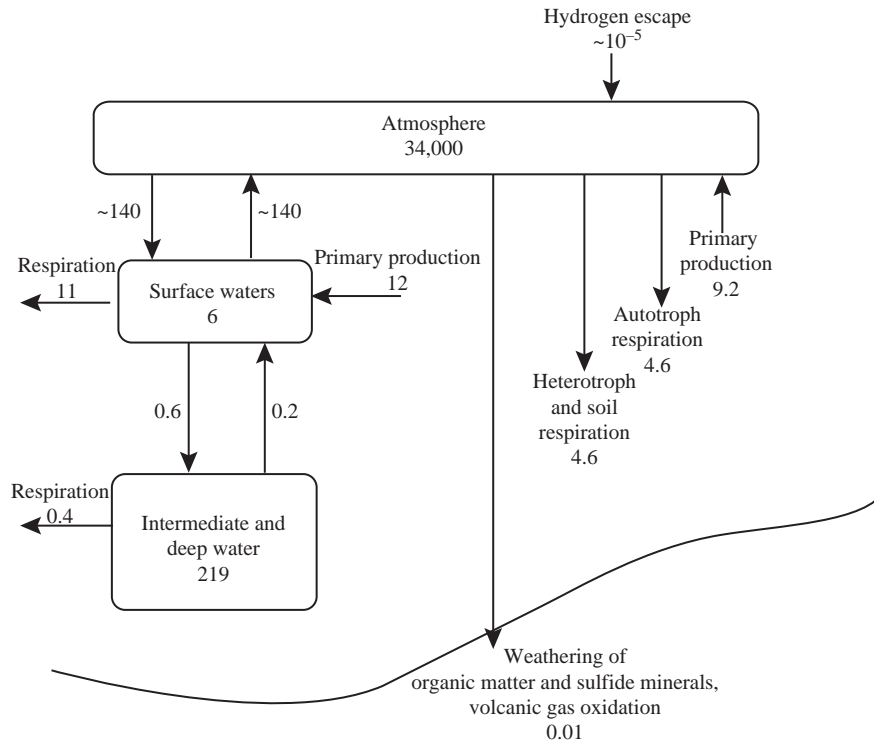 Hydrogen escape
~10⁻⁵
Atmosphere
34,000
~140
~140
Respiration
11
Surface waters
6
Primary production
12
Primary
production
9.2
Autotroph
respiration
4.6
Heterotroph
and soil
respiration
4.6
0.6
0.2
Respiration
0.4
Intermediate and
deep water
219
Weathering of
organic matter and sulfide minerals,
volcanic gas oxidation
0.01